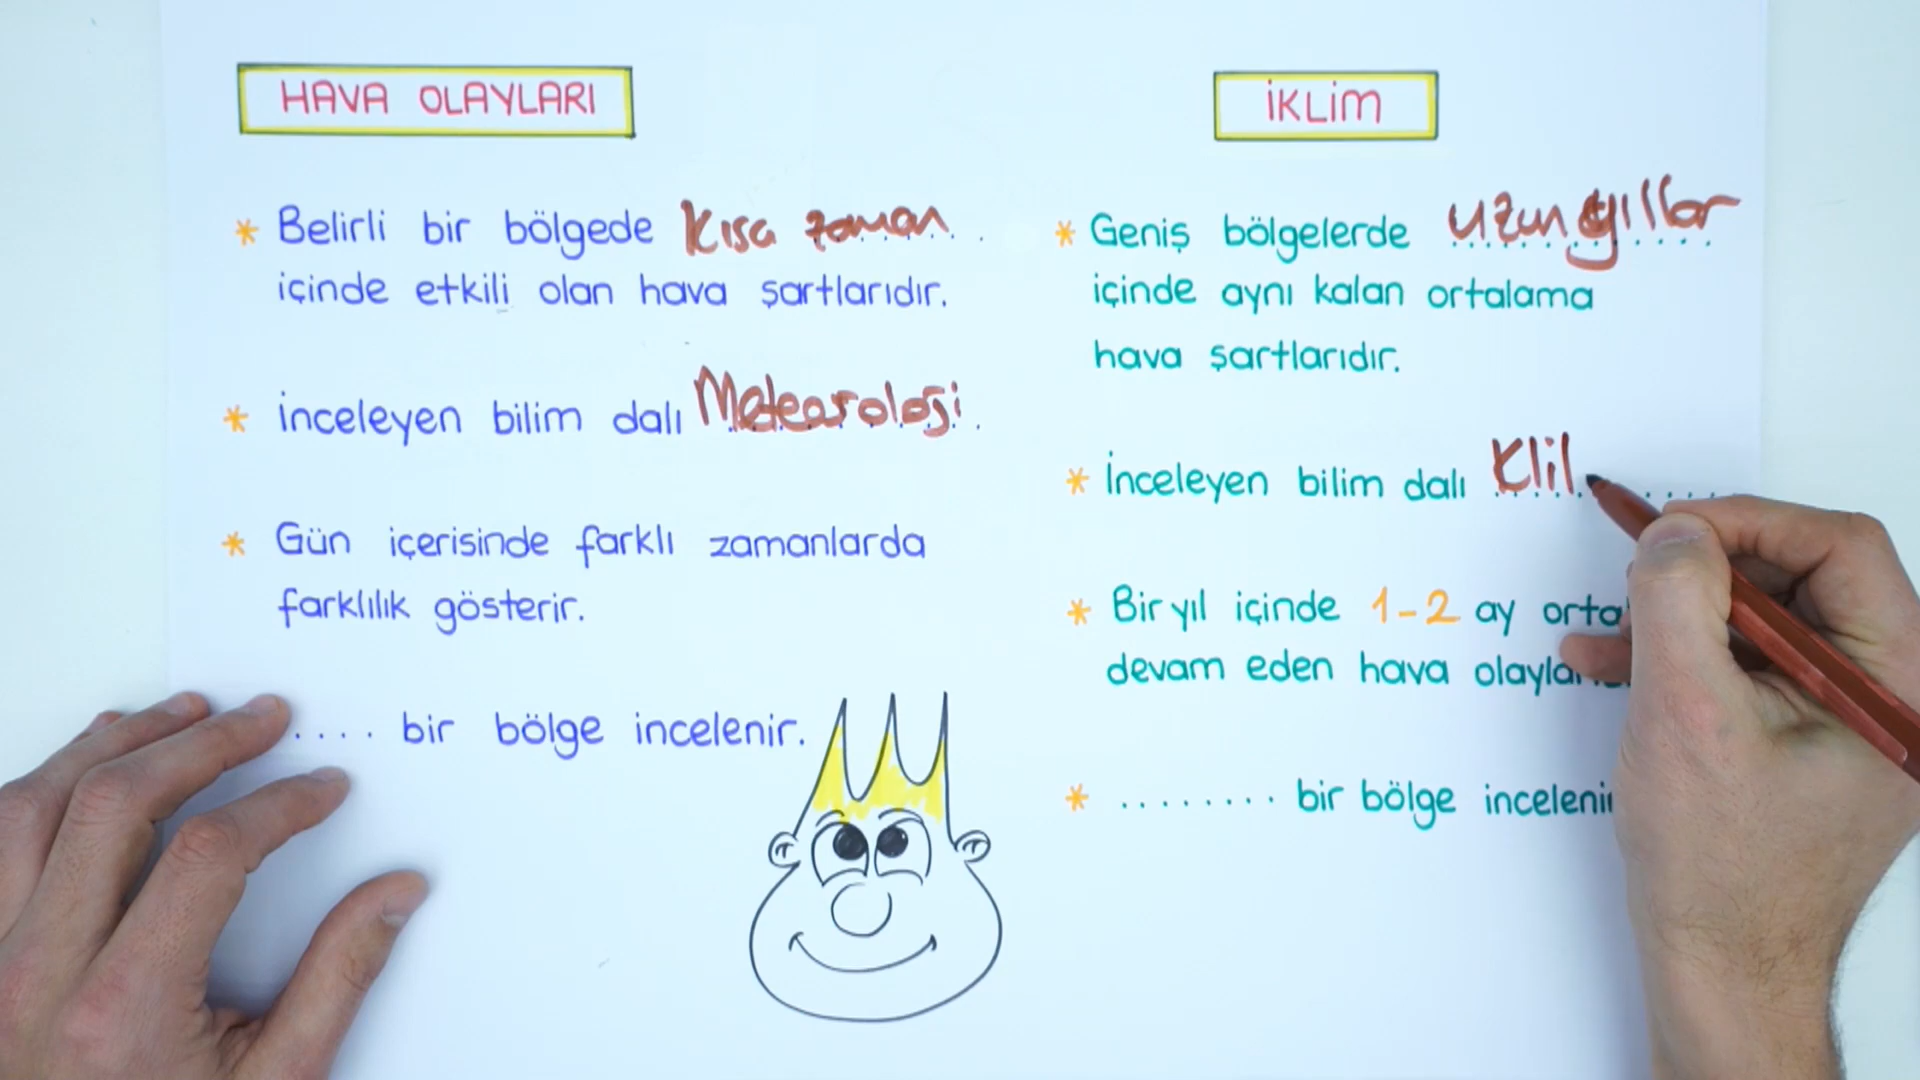 HAVA OLAYLARI
* Belirli bir bölgede Kısa zaman
içinde etkili olan hava şartlarıdır.
* İnceleyen bilim dalı Meteoroloji
* Gün içerisinde farklı zamanlarda
farklılık gösterir.
.... bir bölge incelenir.
İKLİM
* Geniş bölgelerde uzun yıllar
içinde aynı kalan ortalama
hava şartlarıdır.
* İnceleyen bilim dalı Klil
* Bir yıl içinde 1-2 ay
devam eden hava
* ........ bir bölge